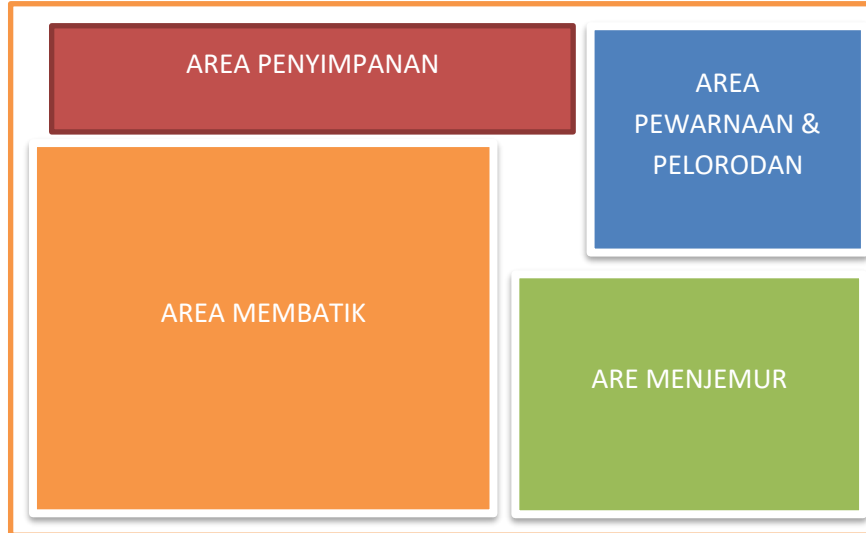 AREA PENYIMPANAN
AREA
PEWARNAAN &
PELORODAN
AREA MEMBATIK
ARE MENJEMUR